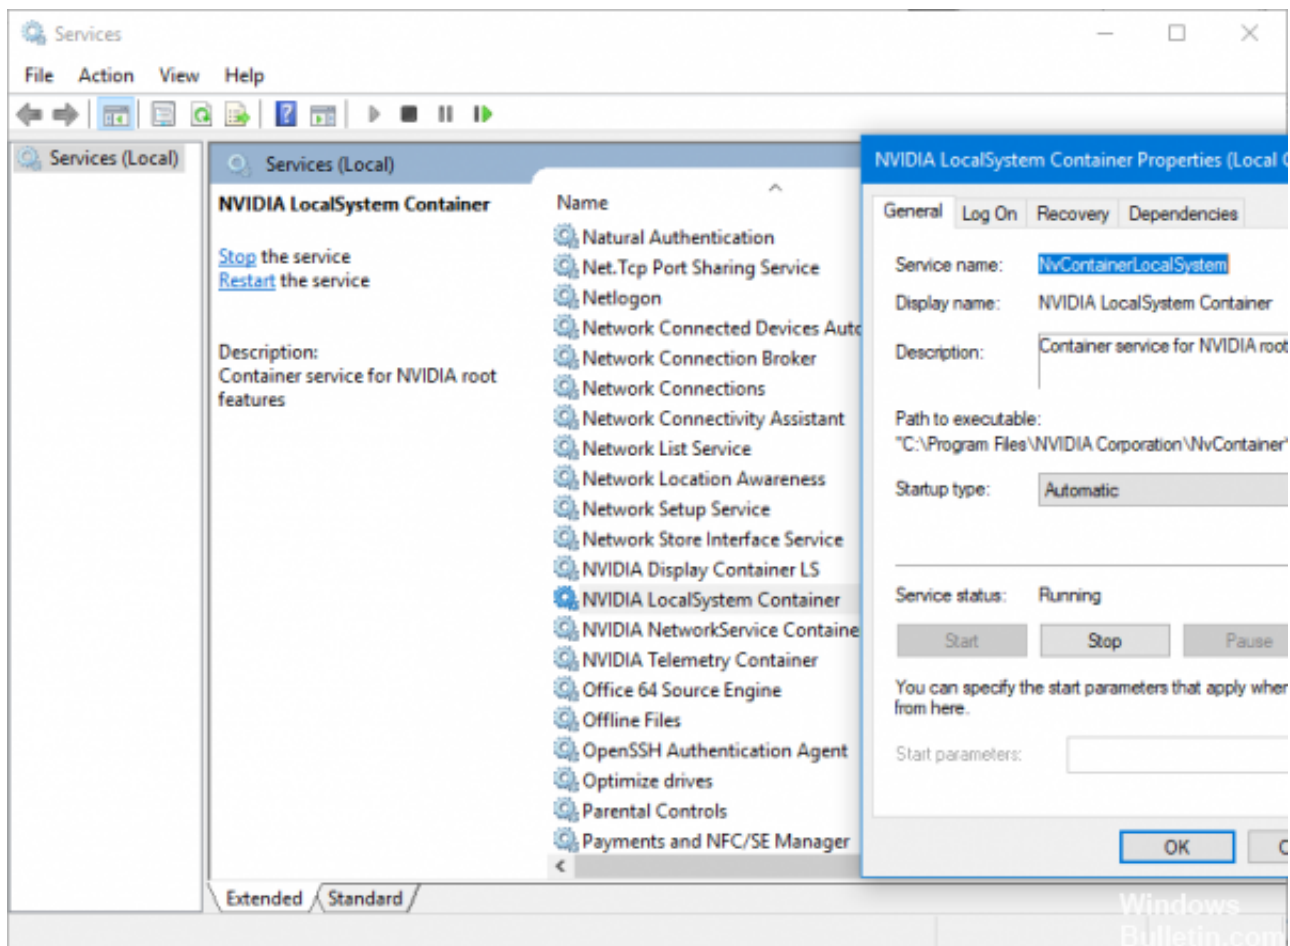 Services
File Action View Help
Services (Local)
Services (Local)
NVIDIA LocalSystem Container
Stop the service
Restart the service
Description:
Container service for NVIDIA root
features
Name
Natural Authentication
Net.Tcp Port Sharing Service
Netlogon
Network Connected Devices Auto
Network Connection Broker
Network Connections
Network Connectivity Assistant
Network List Service
Network Location Awareness
Network Setup Service
Network Store Interface Service
NVIDIA Display Container LS
NVIDIA LocalSystem Container
NVIDIA NetworkService Containe
NVIDIA Telemetry Container
Office 64 Source Engine
Offline Files
OpenSSH Authentication Agent
Optimize drives
Parental Controls
Payments and NFC/SE Manager
Extended Standard
NVIDIA LocalSystem Container Properties (Local C
General Log On Recovery Dependencies
Service name: NvContainerLocalSystem
Display name: NVIDIA LocalSystem Container
Description: Container service for NVIDIA root
Path to executable:
"C:\Program Files\NVIDIA Corporation\NvContainer\
Startup type: Automatic
Service status: Running
Start Stop Pause
You can specify the start parameters that apply when
from here.
Start parameters:
OK C
Windows
Bulletin.com